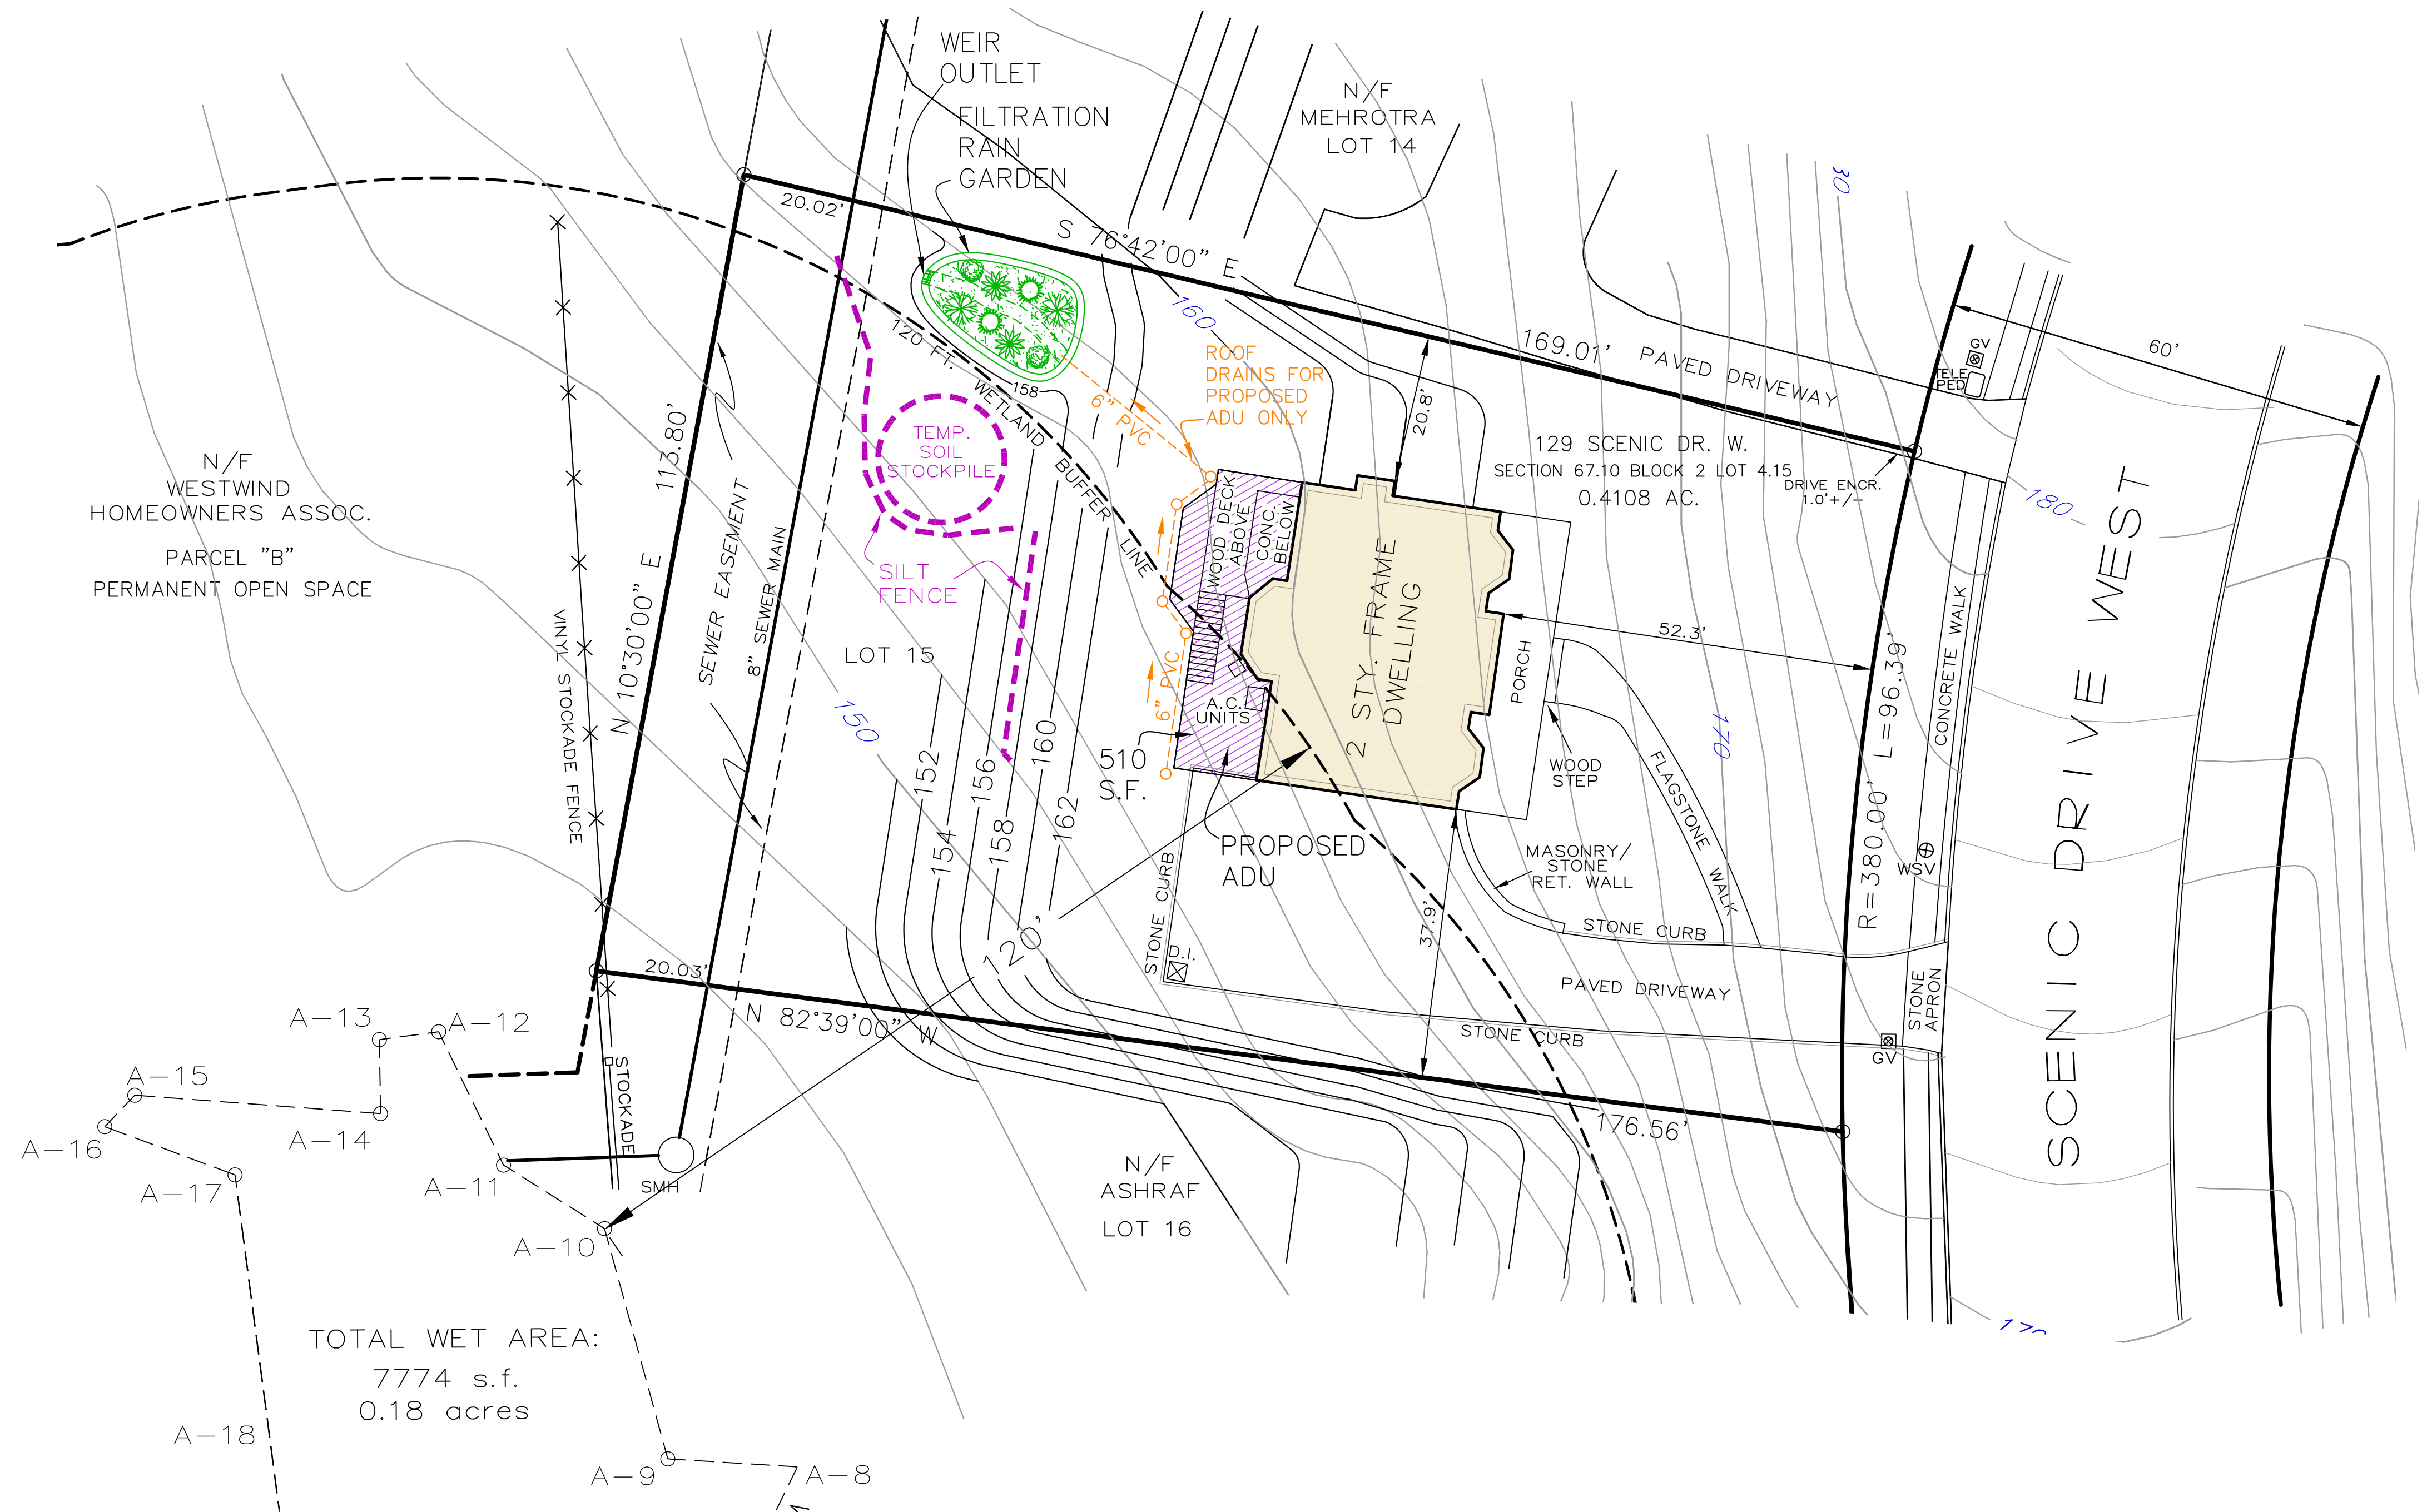 WEIR
OUTLET
FILTRATION
RAIN
GARDEN
N/F
MEHROTRA
LOT 14
30
20.02'
S 76°42'00" E
169.01'
PAVED DRIVEWAY
60'
GV
TELE
PED
160
ROOF
DRAINS FOR
PROPOSED
ADU ONLY
6" PVC
20.8'
129 SCENIC DR. W.
SECTION 67.10 BLOCK 2 LOT 4.15
0.4108 AC.
DRIVE ENCR.
1.0'+/-
180
120 FT. WETLAND BUFFER LINE
158
TEMP.
SOIL
STOCKPILE
SILT
FENCE
N/F
WESTWIND
HOMEOWNERS ASSOC.
PARCEL "B"
PERMANENT OPEN SPACE
VINYL STOCKADE FENCE
N 10°30'00" E
113.80'
SEWER EASEMENT
8" SEWER MAIN
LOT 15
150
152
154
156
158
160
162
WOOD DECK
ABOVE
CONC.
BELOW
6" PVC
A.C.
UNITS
510
S.F.
PROPOSED
ADU
2 STY. FRAME
DWELLING
PORCH
52.3'
WOOD
STEP
170
FLAGSTONE WALK
MASONRY/
STONE
RET. WALL
STONE CURB
R=380.00' L=96.39'
CONCRETE WALK
WSV
SCENIC DRIVE WEST
STONE CURB
D.I.
37.9'
PAVED DRIVEWAY
STONE
APRON
STONE CURB
GV
120'
20.03'
N 82°39'00" W
176.56'
STOCKADE
SMH
N/F
ASHRAF
LOT 16
A-13
A-12
A-15
A-14
A-16
A-17
A-11
A-10
TOTAL WET AREA:
7774 s.f.
0.18 acres
A-18
A-9
A-8